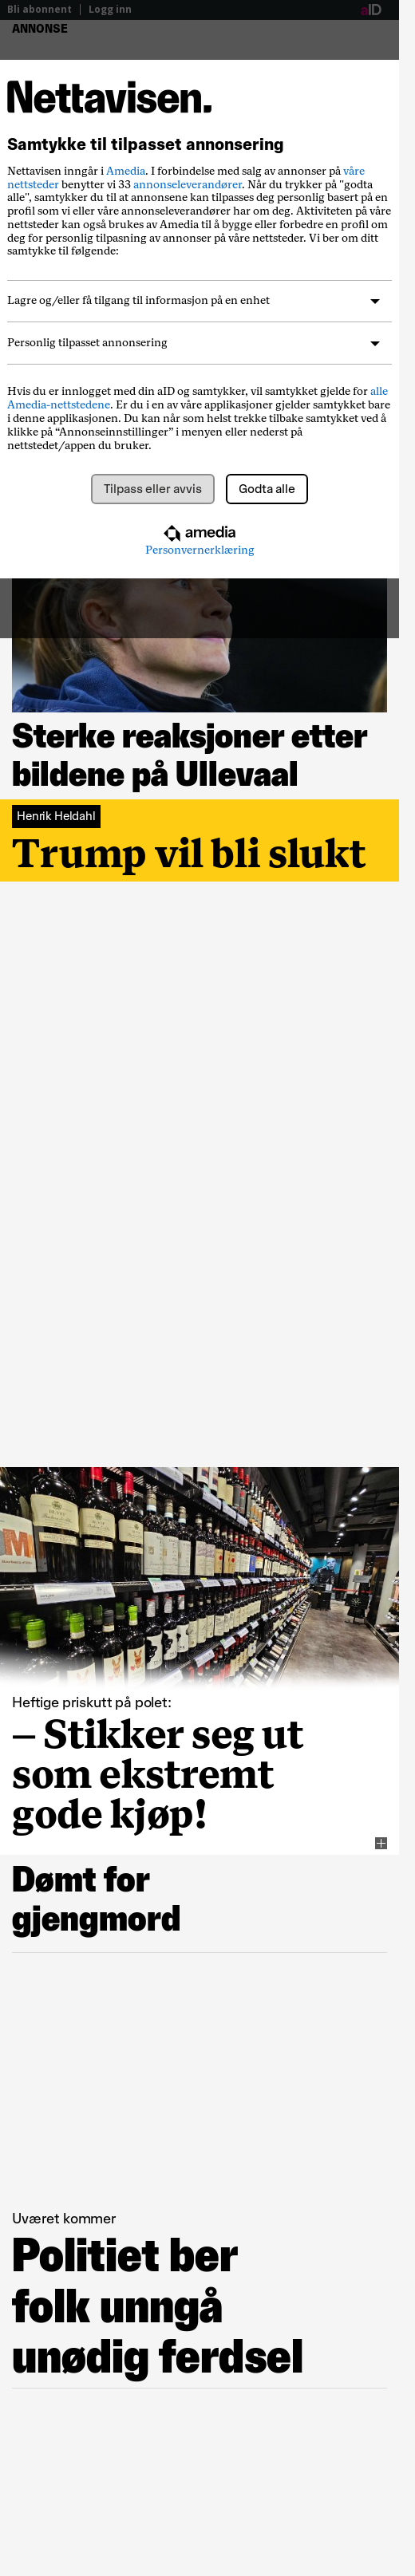 Bli abonnent | Logg inn
aID
ANNONSE
Nettavisen.
Samtykke til tilpasset annonsering
Nettavisen inngår i Amedia. I forbindelse med salg av annonser på våre
nettsteder benytter vi 33 annonseleverandører. Når du trykker på "godta
alle", samtykker du til at annonsene kan tilpasses deg personlig basert på en
profil som vi eller våre annonseleverandører har om deg. Aktiviteten på våre
nettsteder kan også brukes av Amedia til å bygge eller forbedre en profil om
deg for personlig tilpasning av annonser på våre nettsteder. Vi ber om ditt
samtykke til følgende:
Lagre og/eller få tilgang til informasjon på en enhet
Personlig tilpasset annonsering
Hvis du er innlogget med din aID og samtykker, vil samtykket gjelde for alle
Amedia-nettstedene. Er du i en av våre applikasjoner gjelder samtykket bare
i denne applikasjonen. Du kan når som helst trekke tilbake samtykket ved å
klikke på “Annonseinnstillinger” i menyen eller nederst på
nettstedet/appen du bruker.
Tilpass eller avvis
Godta alle
amedia
Personvernerklæring
Sterke reaksjoner etter
bildene på Ullevaal
Henrik Heldahl
Trump vil bli slukt
Heftige priskutt på polet:
– Stikker seg ut
som ekstremt
gode kjøp!
Dømt for
gjengmord
Uværet kommer
Politiet ber
folk unngå
unødig ferdsel